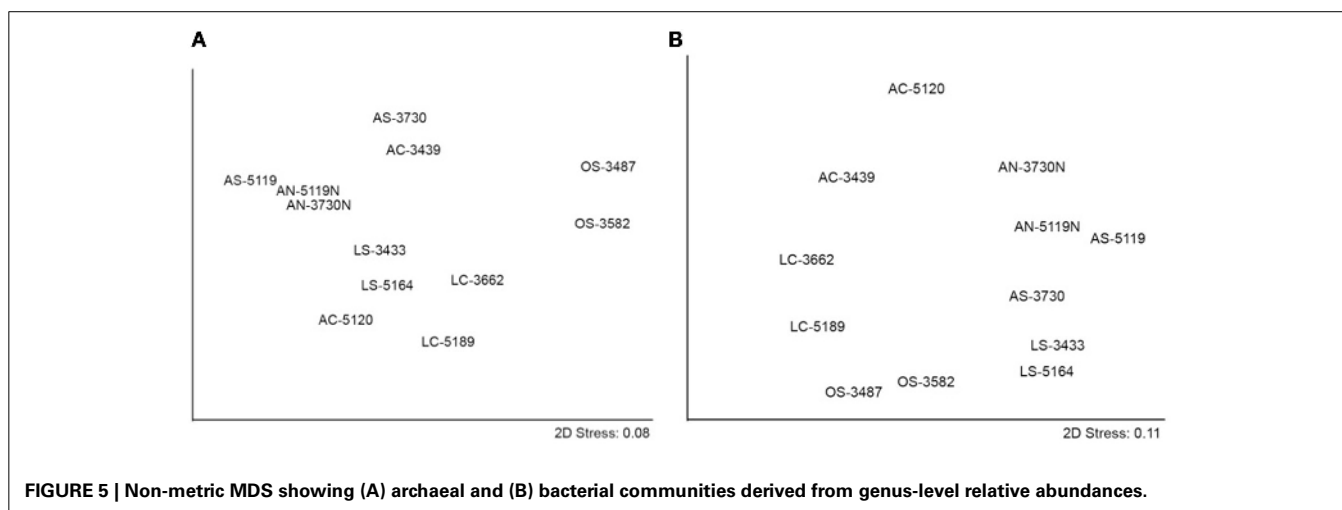 A
AS-3730
AC-3439
OS-3487
AS-5119
AN-5119N
AN-3730N
OS-3582
LS-3433
LS-5164
LC-3662
AC-5120
LC-5189
2D Stress: 0.08
B
AC-5120
AC-3439
AN-3730N
AN-5119N
AS-5119
LC-3662
AS-3730
LC-5189
LS-3433
LS-5164
OS-3582
OS-3487
2D Stress: 0.11
FIGURE 5 | Non-metric MDS showing (A) archaeal and (B) bacterial communities derived from genus-level relative abundances.